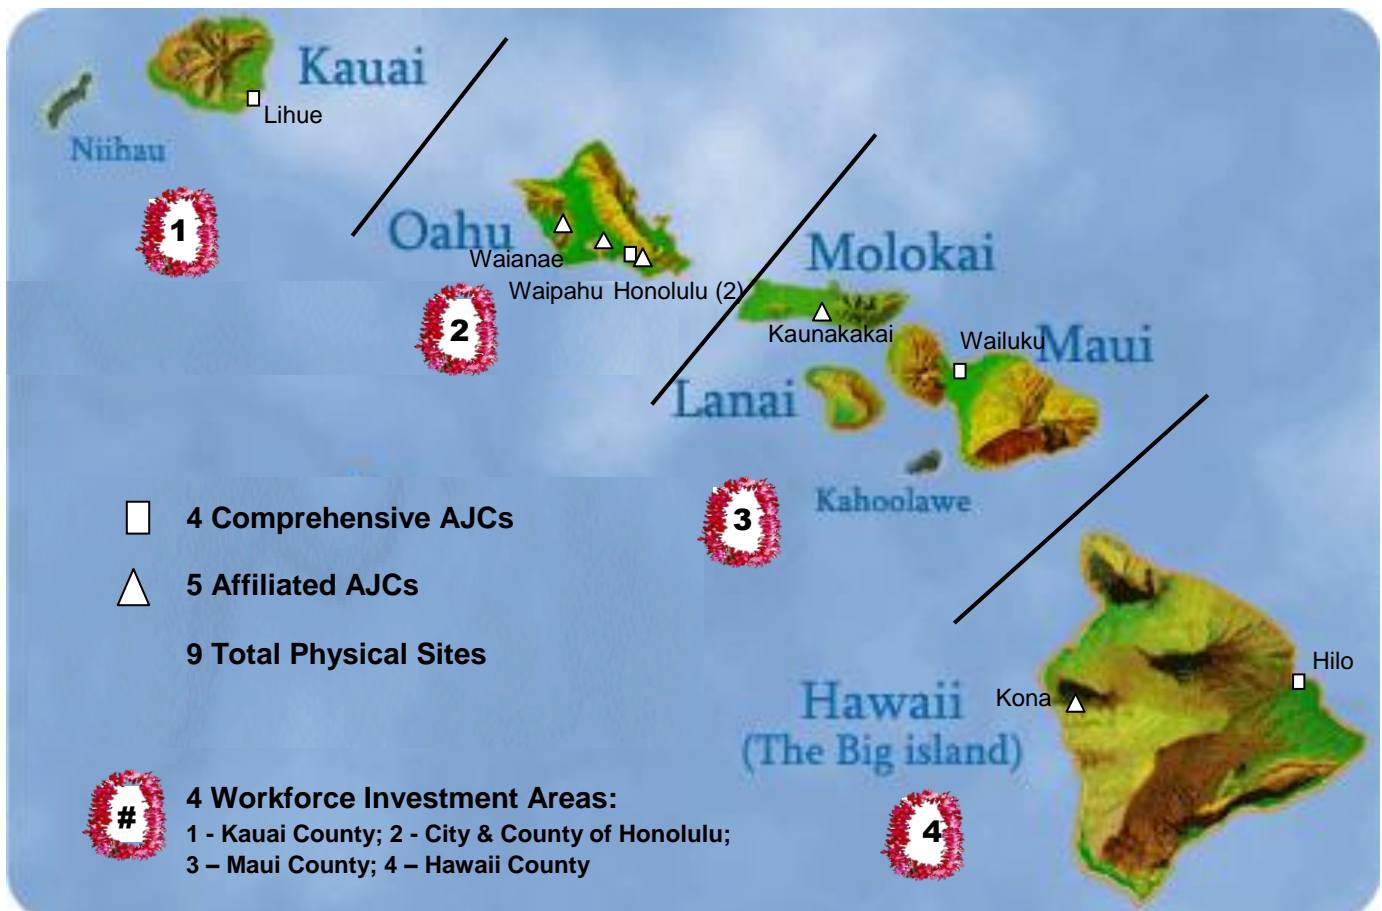 Kauai
Lihue
Niihau
1
Oahu
Waianae
Waipahu Honolulu (2)
2
Molokai
Kaunakakai
Wailuku
Maui
Lanai
Kahoolawe
3
4 Comprehensive AJCs
5 Affiliated AJCs
9 Total Physical Sites
Hilo
Kona
Hawaii
(The Big island)
4
#
4 Workforce Investment Areas:
1 - Kauai County; 2 - City & County of Honolulu;
3 – Maui County; 4 – Hawaii County